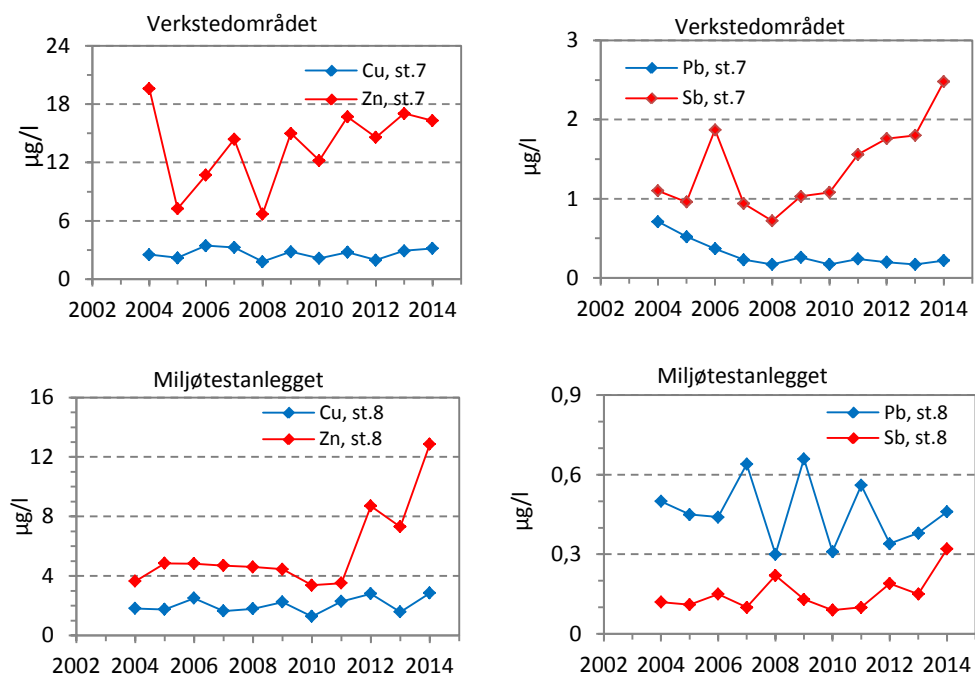 Verkstedområdet
24
18
12
6
0
µg/l
Cu, st.7
Zn, st.7
2002 2004 2006 2008 2010 2012 2014
Verkstedområdet
3
2
1
0
µg/l
Pb, st.7
Sb, st.7
2002 2004 2006 2008 2010 2012 2014
Miljøtestanlegget
16
12
8
4
0
µg/l
Cu, st.8
Zn, st.8
2002 2004 2006 2008 2010 2012 2014
Miljøtestanlegget
0,9
0,6
0,3
0
µg/l
Pb, st.8
Sb, st.8
2002 2004 2006 2008 2010 2012 2014